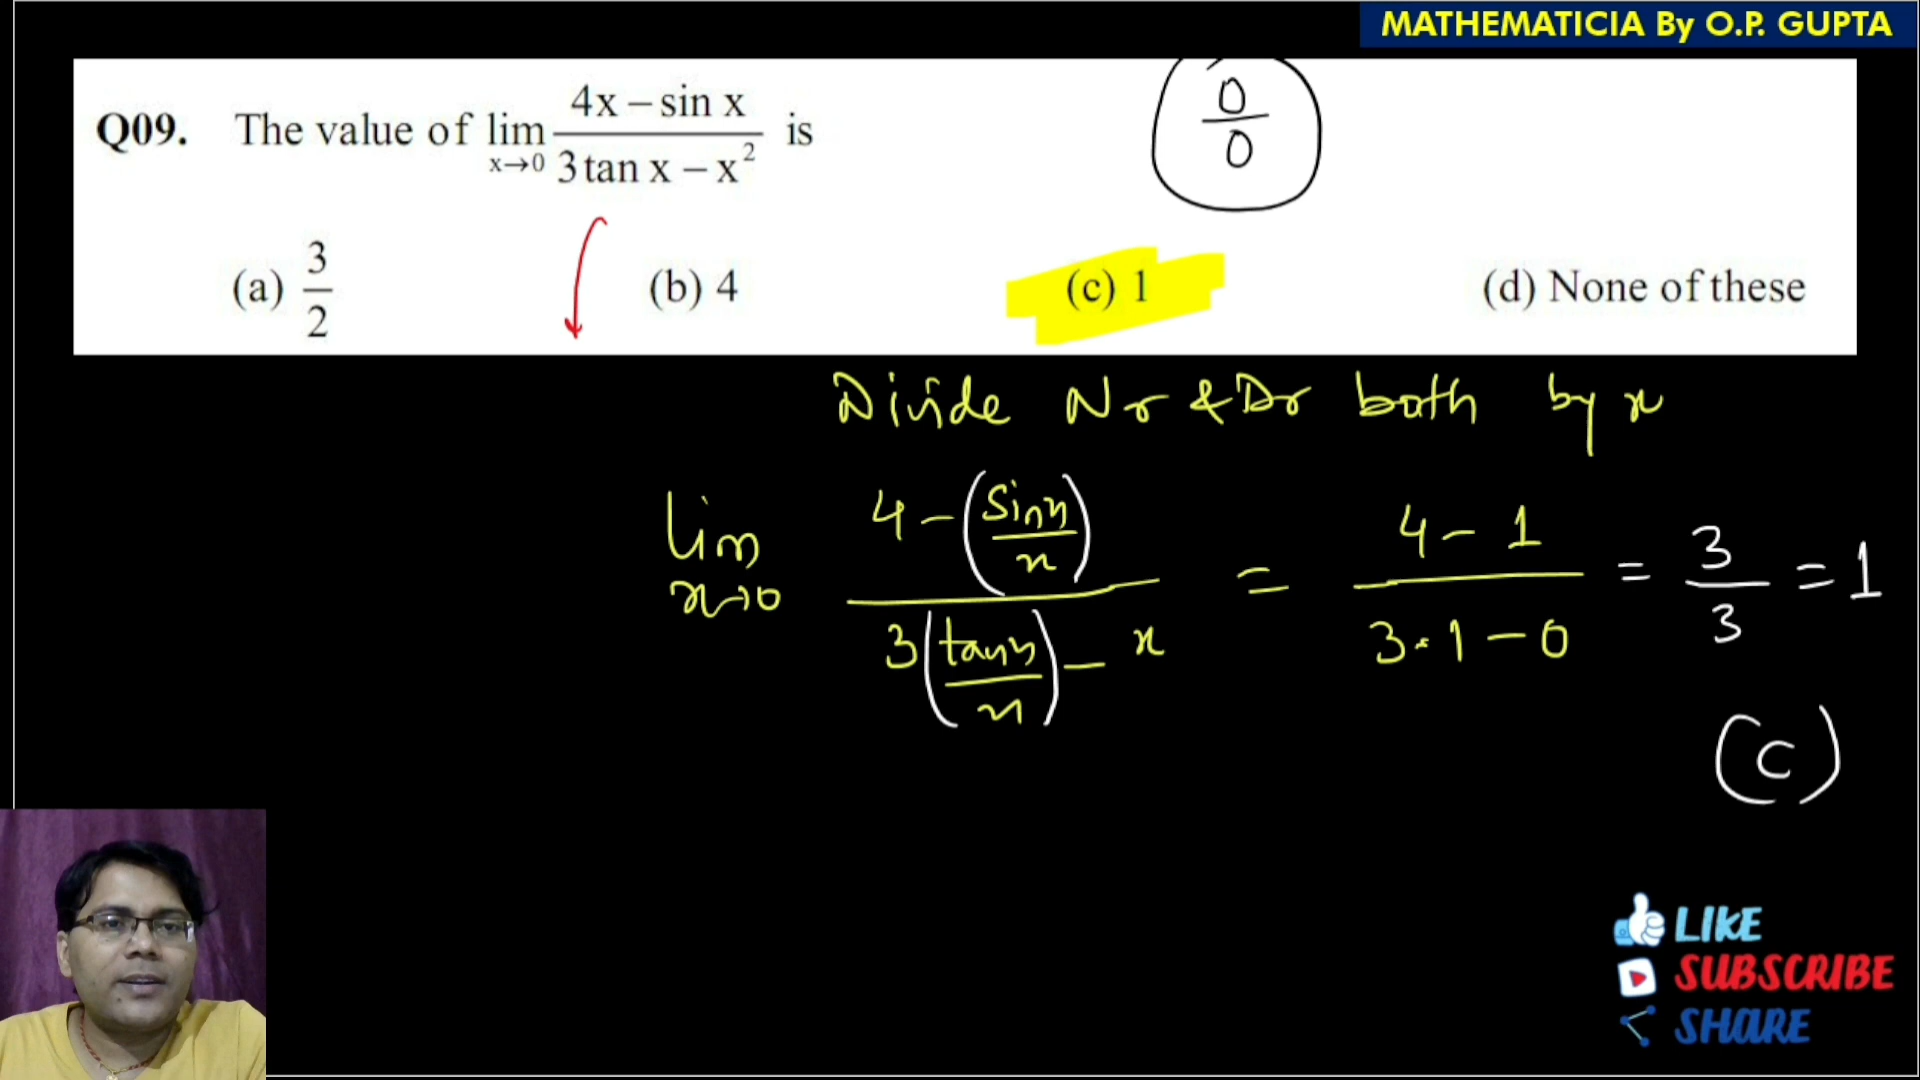 MATHEMATICIA By O.P. GUPTA
Q09. The value of lim x→0 (4x – sin x)/(3 tan x – x²) is
0/0
(a) 3/2 (b) 4 (c) 1 (d) None of these
Divide Nr & Dr both by x
lim x→0 (4 – (sin x/x))/(3(tan x/x) – x) = (4 – 1)/(3·1 – 0) = 3/3 = 1
(c)
LIKE
SUBSCRIBE
SHARE